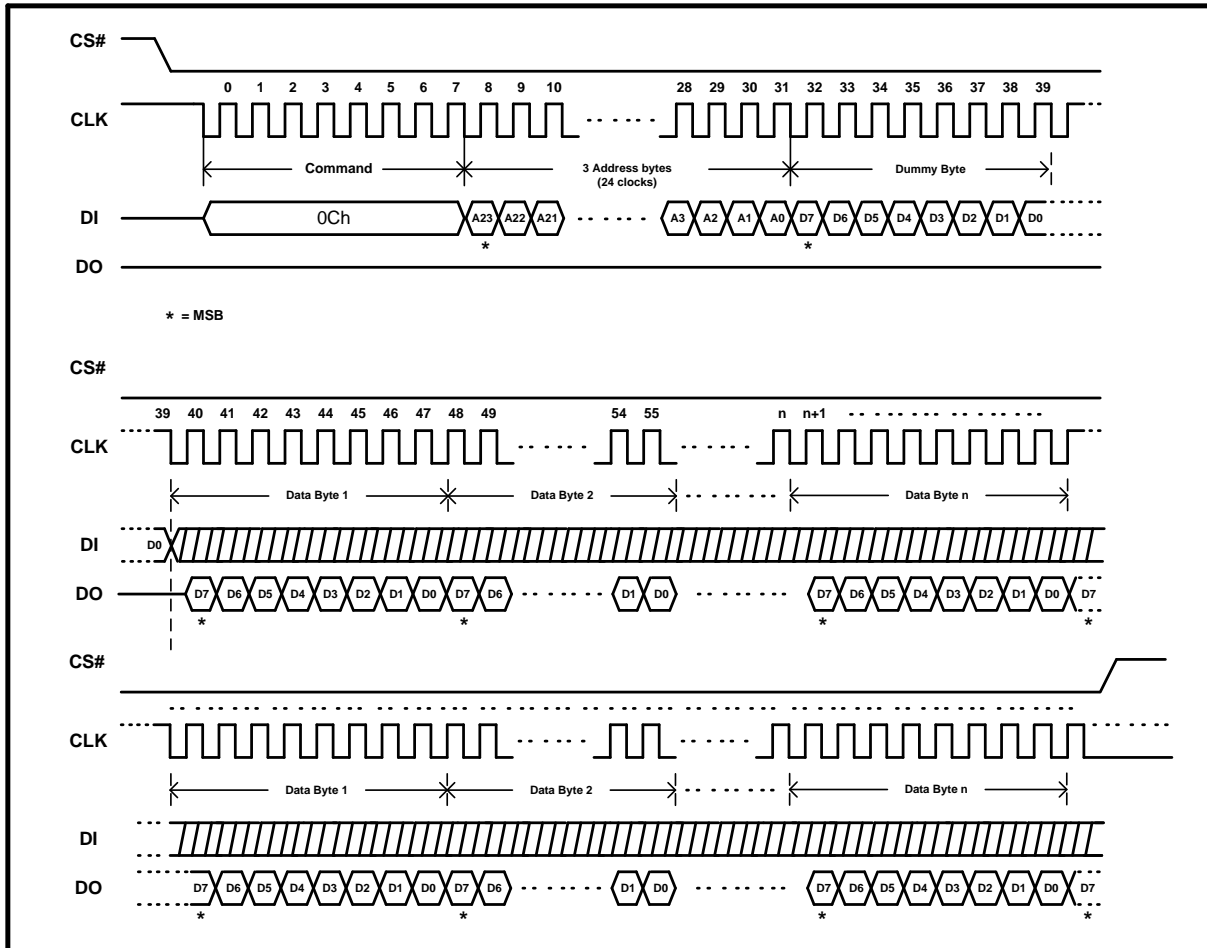 CS#
0 1 2 3 4 5 6 7 8 9 10 28 29 30 31 32 33 34 35 36 37 38 39
CLK
Command 3 Address bytes Dummy Byte
(24 clocks)
DI 0Ch A23 A22 A21 A3 A2 A1 A0 D7 D6 D5 D4 D3 D2 D1 D0
* *
DO
* = MSB
CS#
39 40 41 42 43 44 45 46 47 48 49 54 55 n n+1
CLK
Data Byte 1 Data Byte 2 Data Byte n
DI D0
DO D7 D6 D5 D4 D3 D2 D1 D0 D7 D6 D1 D0 D7 D6 D5 D4 D3 D2 D1 D0 D7
* * * *
CS#
CLK
Data Byte 1 Data Byte 2 Data Byte n
DI
DO D7 D6 D5 D4 D3 D2 D1 D0 D7 D6 D1 D0 D7 D6 D5 D4 D3 D2 D1 D0 D7
* * * *